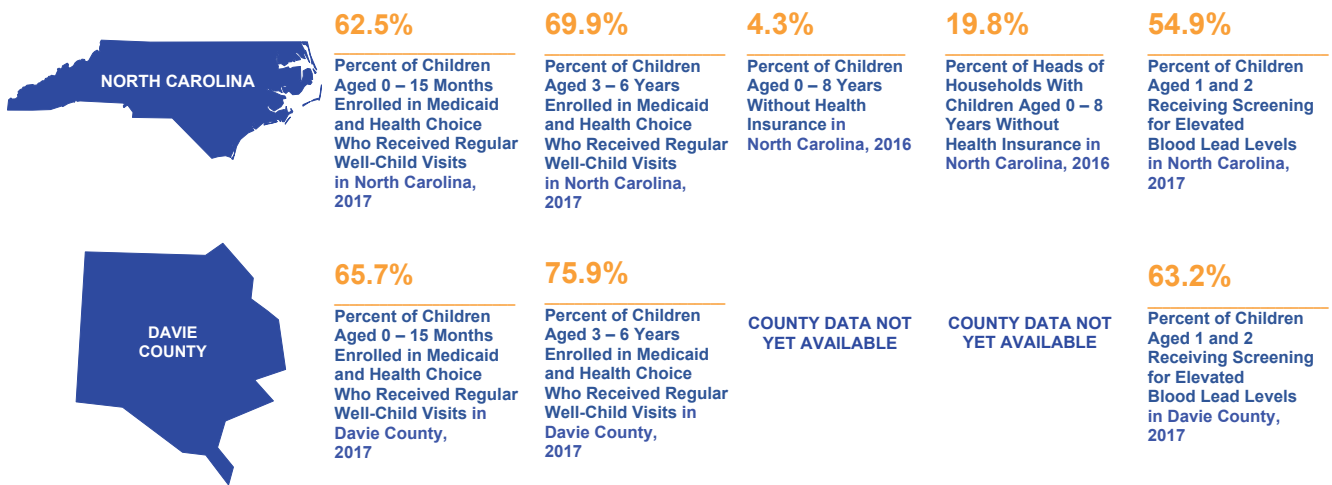 NORTH CAROLINA
62.5%
Percent of Children
Aged 0 – 15 Months
Enrolled in Medicaid
and Health Choice
Who Received Regular
Well-Child Visits
in North Carolina,
2017
69.9%
Percent of Children
Aged 3 – 6 Years
Enrolled in Medicaid
and Health Choice
Who Received Regular
Well-Child Visits
in North Carolina,
2017
4.3%
Percent of Children
Aged 0 – 8 Years
Without Health
Insurance in
North Carolina, 2016
19.8%
Percent of Heads of
Households With
Children Aged 0 – 8
Years Without
Health Insurance in
North Carolina, 2016
54.9%
Percent of Children
Aged 1 and 2
Receiving Screening
for Elevated
Blood Lead Levels
in North Carolina,
2017
DAVIE
COUNTY
65.7%
Percent of Children
Aged 0 – 15 Months
Enrolled in Medicaid
and Health Choice
Who Received Regular
Well-Child Visits in
Davie County,
2017
75.9%
Percent of Children
Aged 3 – 6 Years
Enrolled in Medicaid
and Health Choice
Who Received Regular
Well-Child Visits in
Davie County,
2017
COUNTY DATA NOT
YET AVAILABLE
COUNTY DATA NOT
YET AVAILABLE
63.2%
Percent of Children
Aged 1 and 2
Receiving Screening
for Elevated
Blood Lead Levels
in Davie County,
2017